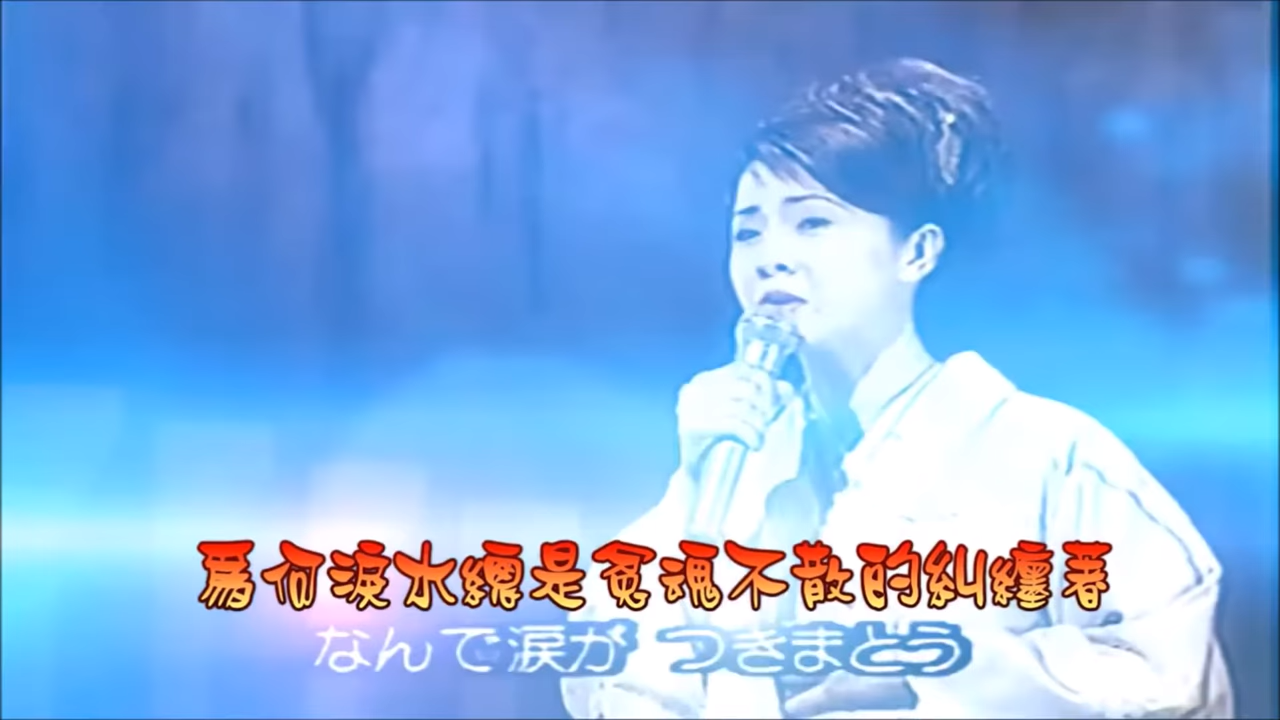 為何淚水總是冤魂不散的糾纏著
なんで涙が つきまとう